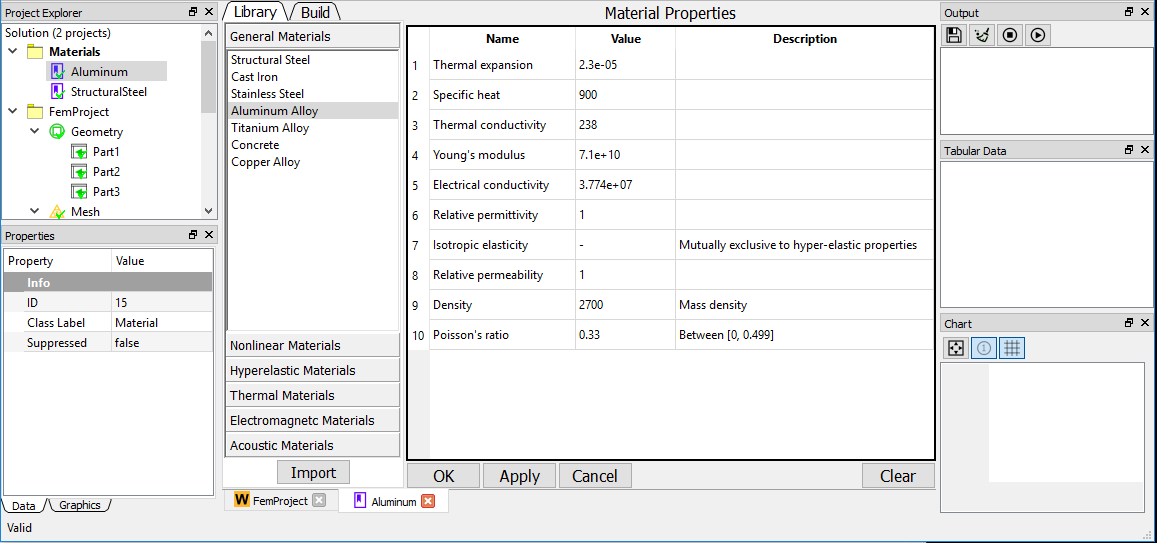 Project Explorer
Solution (2 projects)
Materials
Aluminum
StructuralSteel
FemProject
Geometry
Part1
Part2
Part3
Mesh
Properties
Property Value
Info
ID 15
Class Label Material
Suppressed false
Data Graphics
Valid
Library Build
General Materials
Structural Steel
Cast Iron
Stainless Steel
Aluminum Alloy
Titanium Alloy
Concrete
Copper Alloy
Nonlinear Materials
Hyperelastic Materials
Thermal Materials
Electromagnetc Materials
Acoustic Materials
Import
Material Properties
Name Value Description
1 Thermal expansion 2.3e-05
2 Specific heat 900
3 Thermal conductivity 238
4 Young's modulus 7.1e+10
5 Electrical conductivity 3.774e+07
6 Relative permittivity 1
7 Isotropic elasticity - Mutually exclusive to hyper-elastic properties
8 Relative permeability 1
9 Density 2700 Mass density
10 Poisson's ratio 0.33 Between [0, 0.499]
OK Apply Cancel Clear
W FemProject Aluminum
Output
Tabular Data
Chart
1